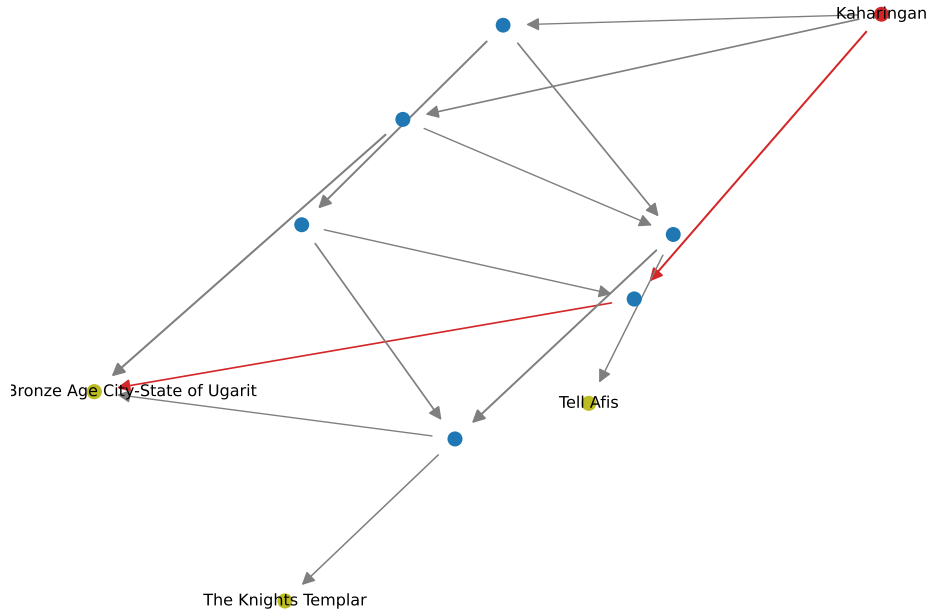 Kaharingan
Bronze Age City-State of Ugarit
Tell Afis
The Knights Templar